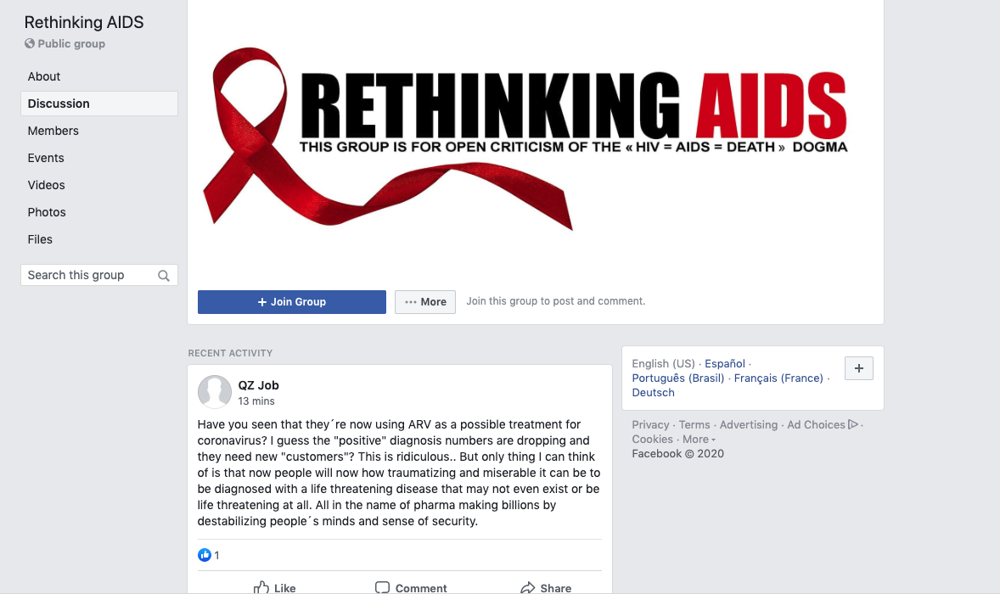 Rethinking AIDS
Public group
About
Discussion
Members
Events
Videos
Photos
Files
Search this group
RETHINKING AIDS
THIS GROUP IS FOR OPEN CRITICISM OF THE « HIV = AIDS = DEATH » DOGMA
+ Join Group
··· More
Join this group to post and comment.
RECENT ACTIVITY
QZ Job
13 mins
Have you seen that they´re now using ARV as a possible treatment for
coronavirus? I guess the "positive" diagnosis numbers are dropping and
they need new "customers"? This is ridiculous.. But only thing I can think
of is that now people will now how traumatizing and miserable it can be to
be diagnosed with a life threatening disease that may not even exist or be
life threatening at all. All in the name of pharma making billions by
destabilizing people´s minds and sense of security.
1
Like
Comment
Share
English (US) · Español ·
Português (Brasil) · Français (France) ·
Deutsch
+
Privacy · Terms · Advertising · Ad Choices ·
Cookies · More
Facebook © 2020